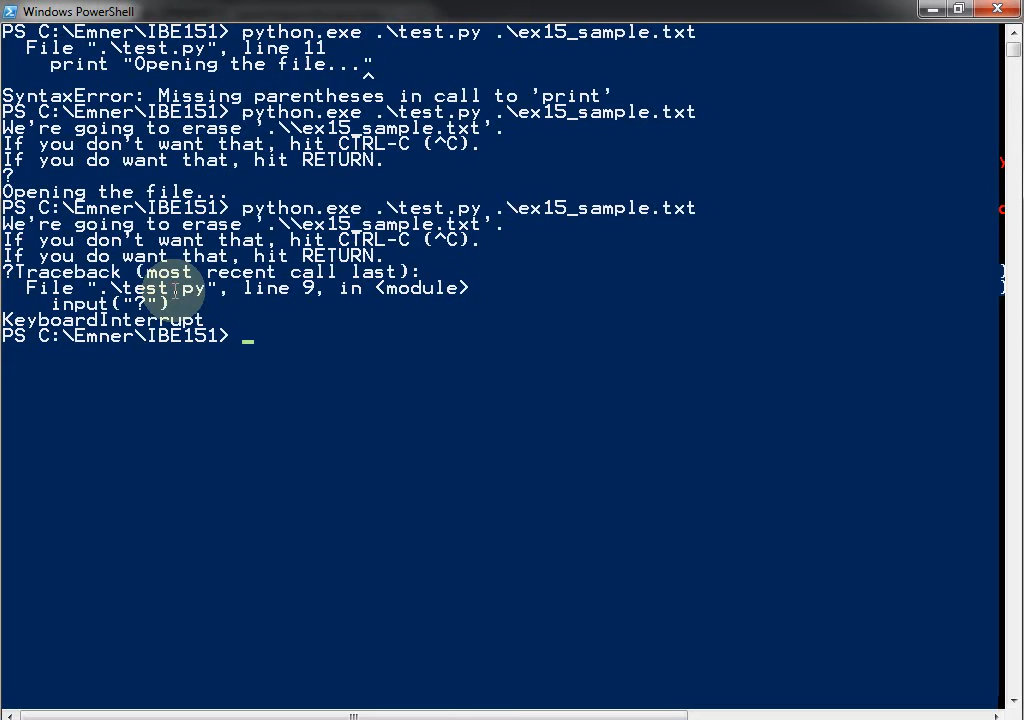 Windows PowerShell
PS C:\Emner\IBE151> python.exe .\test.py .\ex15_sample.txt
  File ".\test.py", line 11
    print "Opening the file..."
                              ^
SyntaxError: Missing parentheses in call to 'print'
PS C:\Emner\IBE151> python.exe .\test.py .\ex15_sample.txt
We're going to erase '.\\ex15_sample.txt'.
If you don't want that, hit CTRL-C (^C).
If you do want that, hit RETURN.
?
Opening the file...
PS C:\Emner\IBE151> python.exe .\test.py .\ex15_sample.txt
We're going to erase '.\\ex15_sample.txt'.
If you don't want that, hit CTRL-C (^C).
If you do want that, hit RETURN.
?Traceback (most recent call last):
  File ".\test.py", line 9, in <module>
    input("?")
KeyboardInterrupt
PS C:\Emner\IBE151>